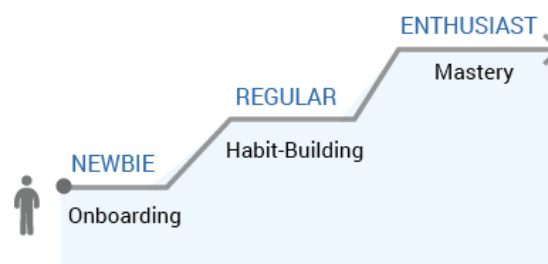 ENTHUSIAST
Mastery
REGULAR
Habit-Building
NEWBIE
Onboarding